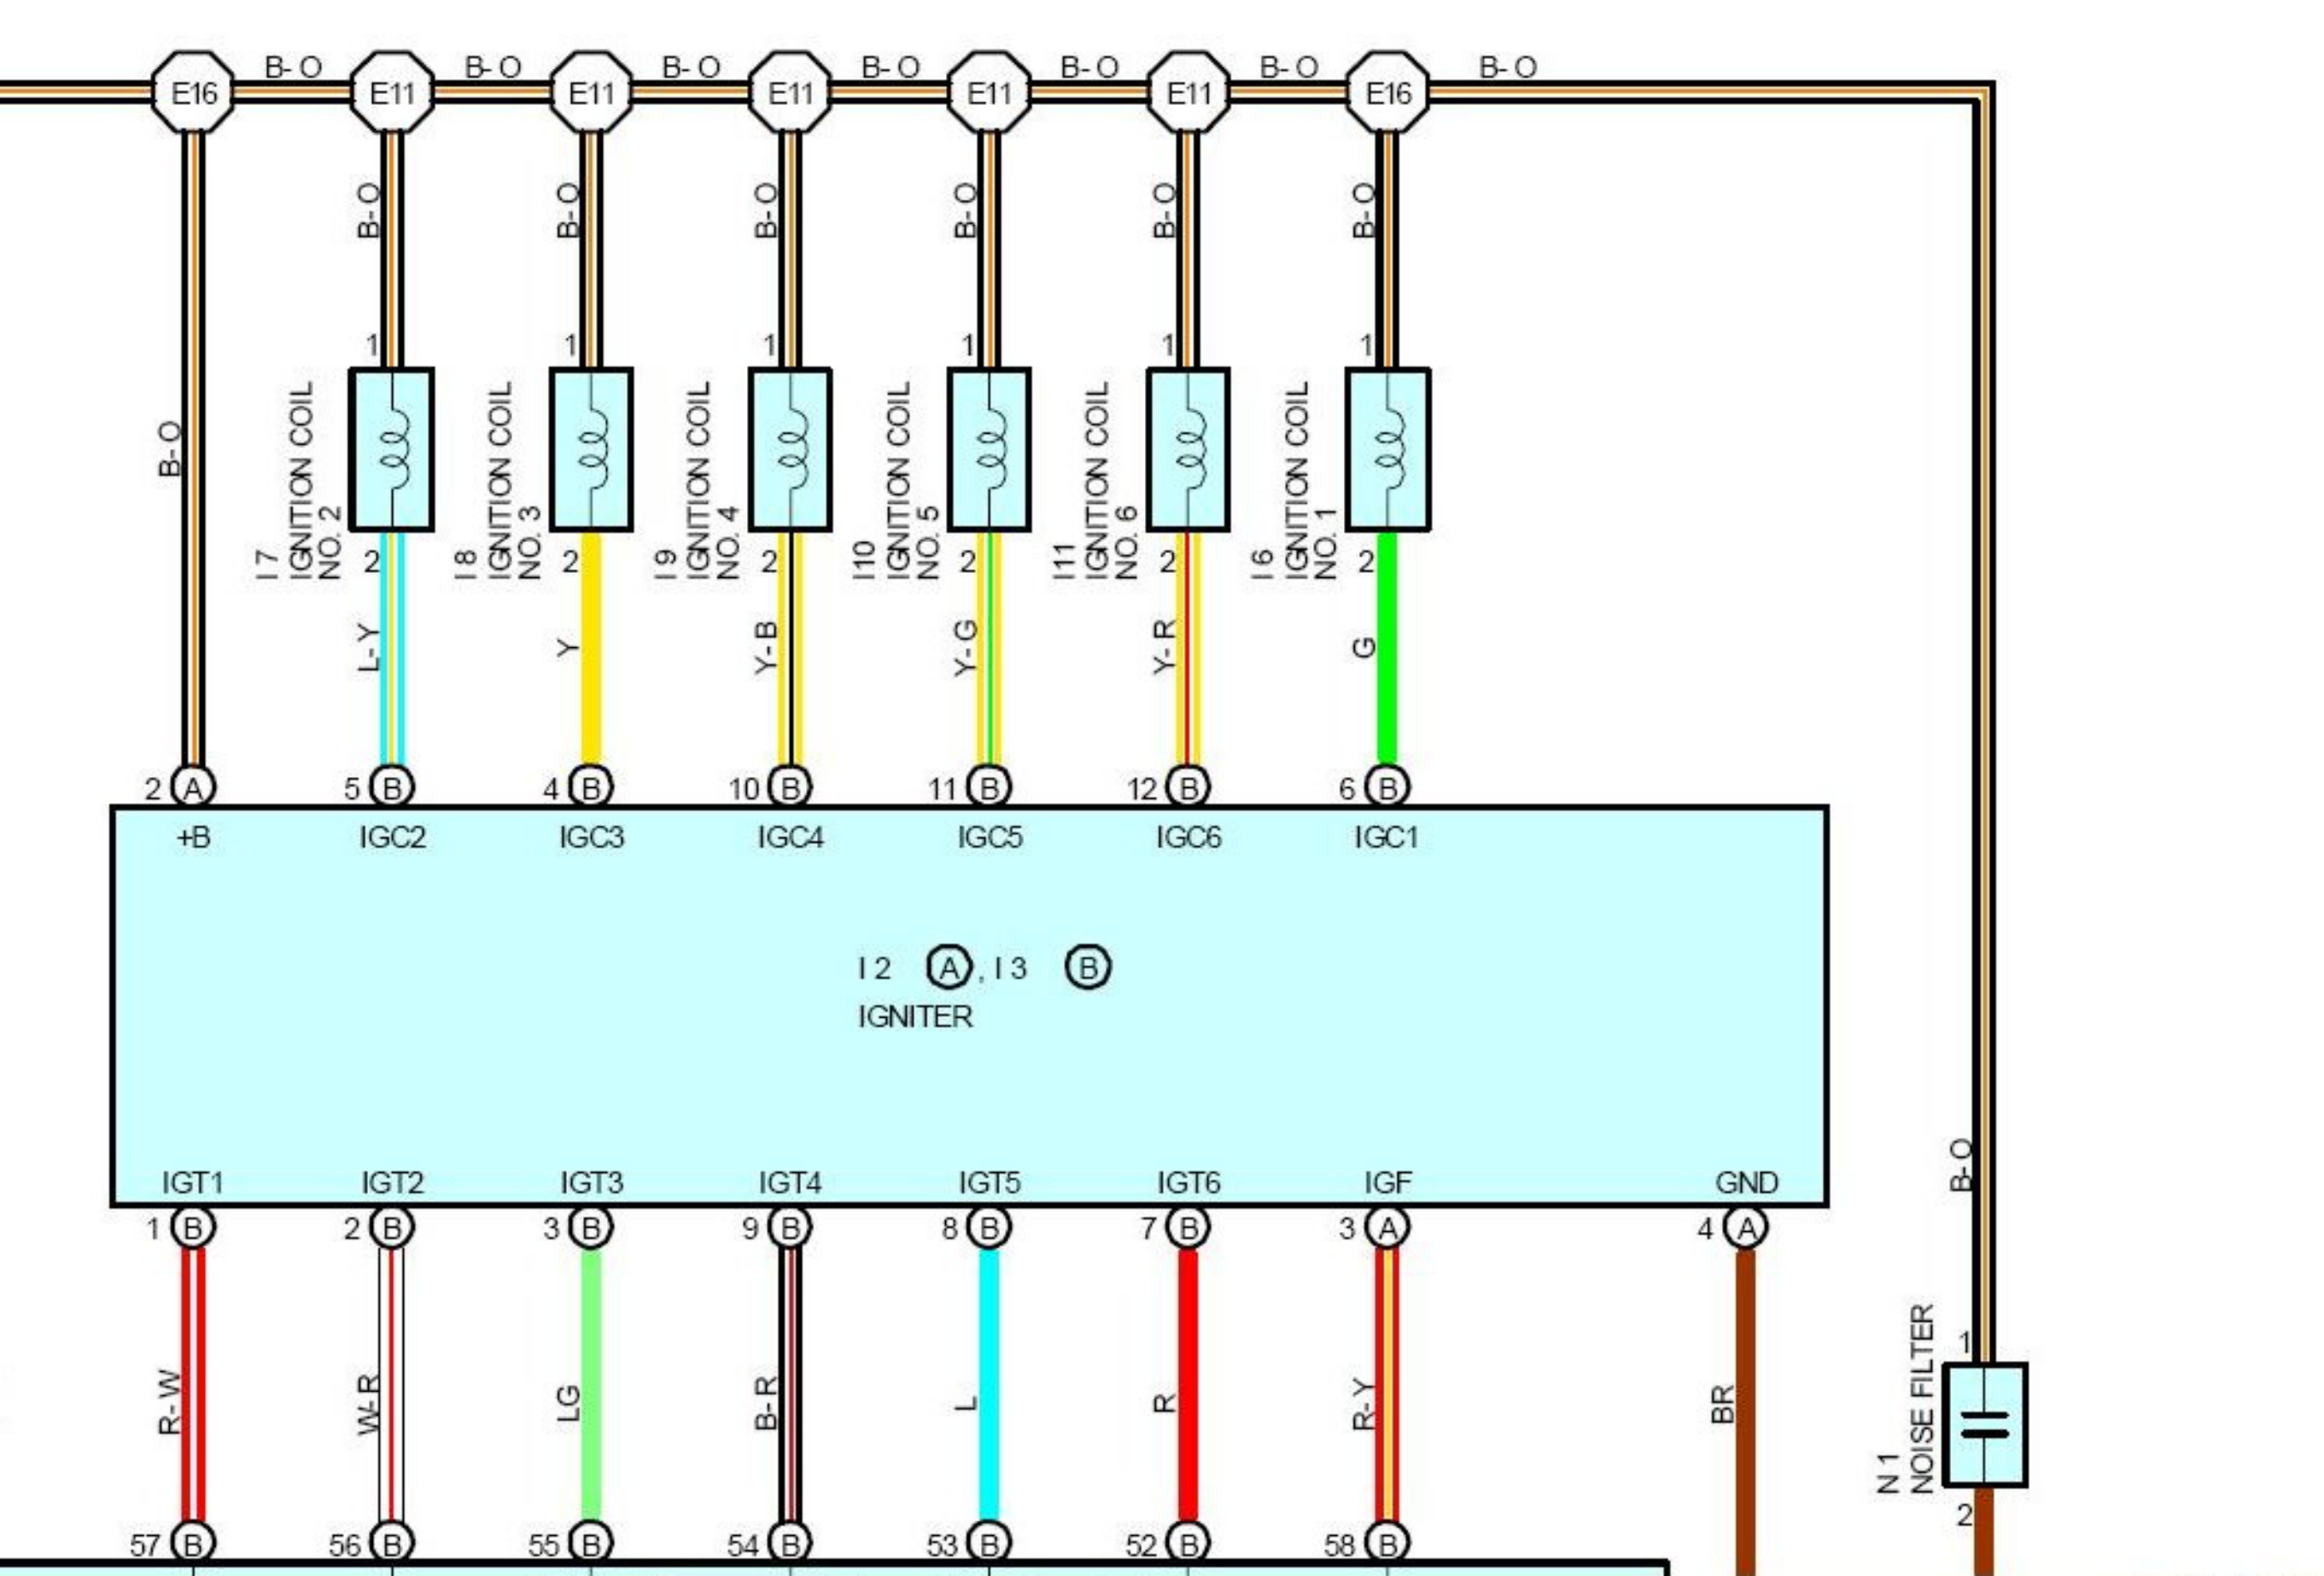 B-O B-O B-O B-O B-O B-O B-O
E16 E11 E11 E11 E11 E11 E16
B-O B-O B-O B-O B-O B-O
1 1 1 1 1 1
B-O
I 7
IGNITION COIL
NO. 2
I 8
IGNITION COIL
NO. 3
I 9
IGNITION COIL
NO. 4
I10
IGNITION COIL
NO. 5
I11
IGNITION COIL
NO. 6
I 6
IGNITION COIL
NO. 1
2 2 2 2 2 2
L-Y Y Y-B Y-G Y-R G
2 A 5 B 4 B 10 B 11 B 12 B 6 B
+B IGC2 IGC3 IGC4 IGC5 IGC6 IGC1
I 2 A , I 3 B
IGNITER
B-O
IGT1 IGT2 IGT3 IGT4 IGT5 IGT6 IGF GND
1 B 2 B 3 B 9 B 8 B 7 B 3 A 4 A
R-W W-R LG B-R L R R-Y BR
1
N 1
NOISE FILTER
2
57 B 56 B 55 B 54 B 53 B 52 B 58 B